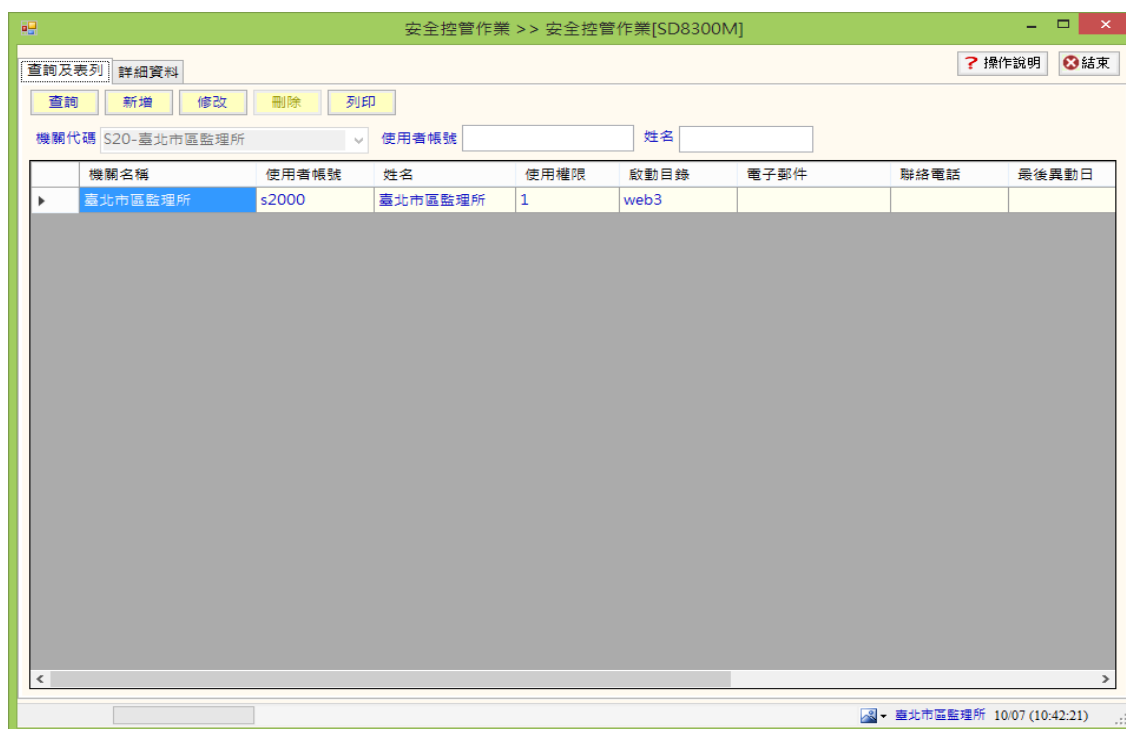 安全控管作業 >> 安全控管作業[SD8300M]
查詢及表列 詳細資料 ? 操作說明 結束
查詢 新增 修改 刪除 列印
機關代碼 S20-臺北市區監理所 使用者帳號 姓名
機關名稱 使用者帳號 姓名 使用權限 啟動目錄 電子郵件 聯絡電話 最後異動日
臺北市區監理所 s2000 臺北市區監理所 1 web3
臺北市區監理所 10/07 (10:42:21)